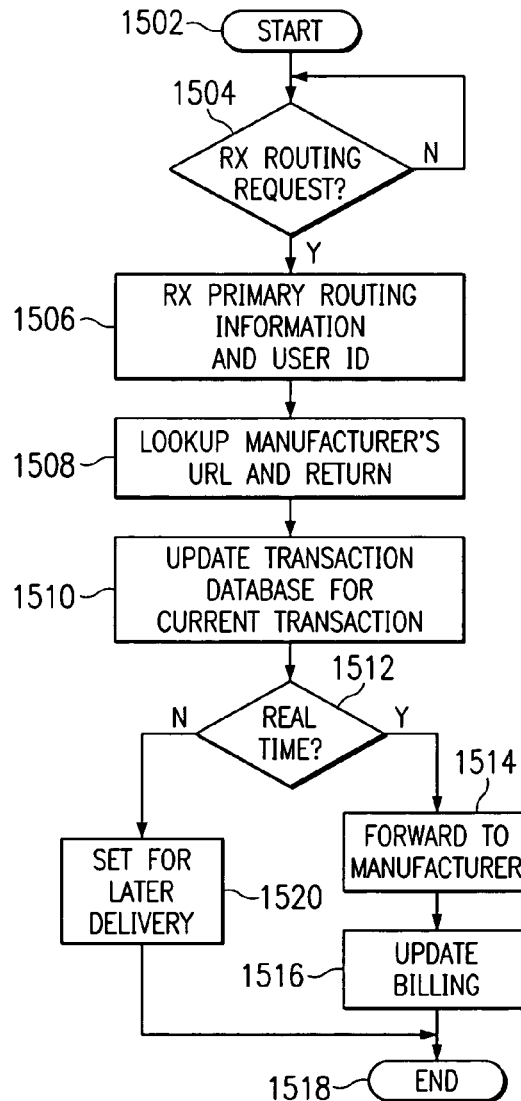 1502
START
1504
RX ROUTING
REQUEST?
N
Y
1506
RX PRIMARY ROUTING
INFORMATION
AND USER ID
1508
LOOKUP MANUFACTURER'S
URL AND RETURN
1510
UPDATE TRANSACTION
DATABASE FOR
CURRENT TRANSACTION
1512
N
REAL
TIME?
Y
1514
FORWARD TO
MANUFACTURER
SET FOR
LATER
DELIVERY
1520
1516
UPDATE
BILLING
1518
END